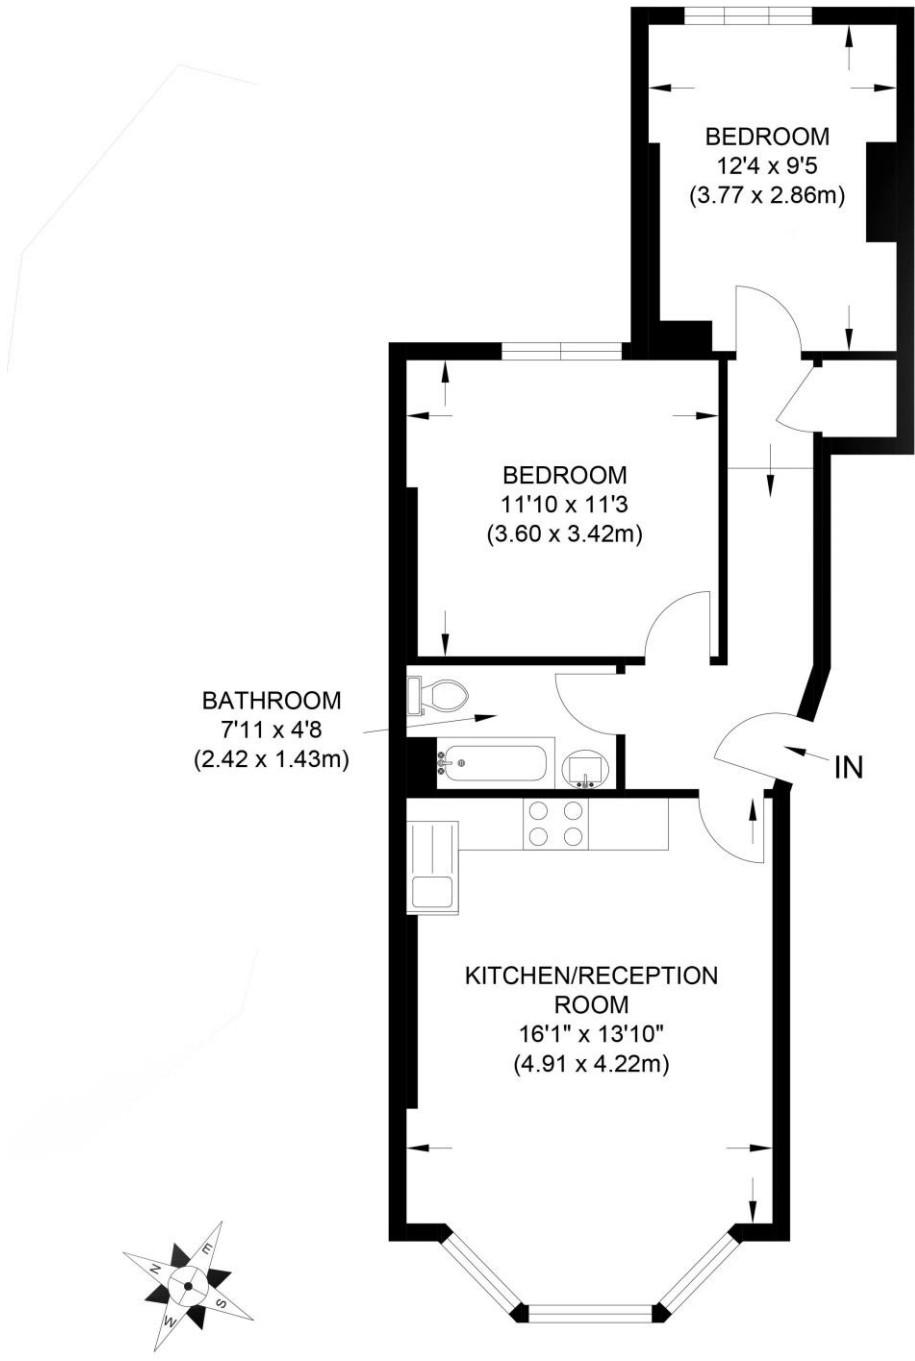 BEDROOM
12'4 x 9'5
(3.77 x 2.86m)
BEDROOM
11'10 x 11'3
(3.60 x 3.42m)
BATHROOM
7'11 x 4'8
(2.42 x 1.43m)
IN
KITCHEN/RECEPTION
ROOM
16'1" x 13'10"
(4.91 x 4.22m)
N
E
S
W